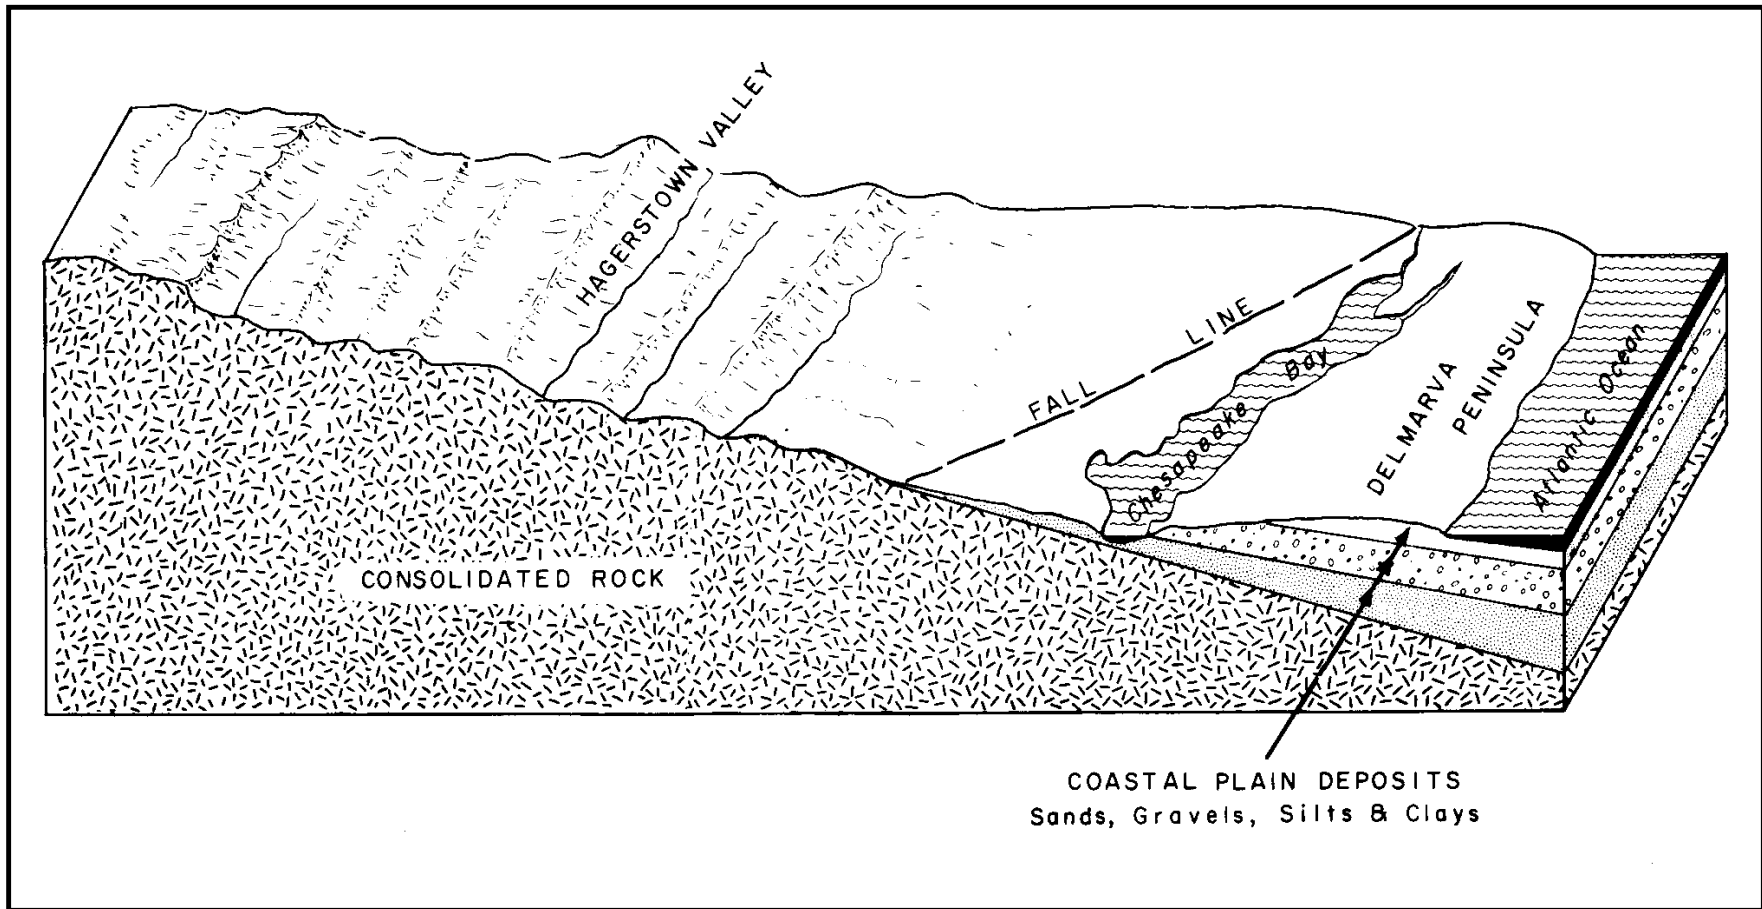 HAGERSTOWN VALLEY
FALL LINE
Chesapeake Bay
DELMARVA
PENINSULA
Atlantic Ocean
CONSOLIDATED ROCK
COASTAL PLAIN DEPOSITS
Sands, Gravels, Silts & Clays